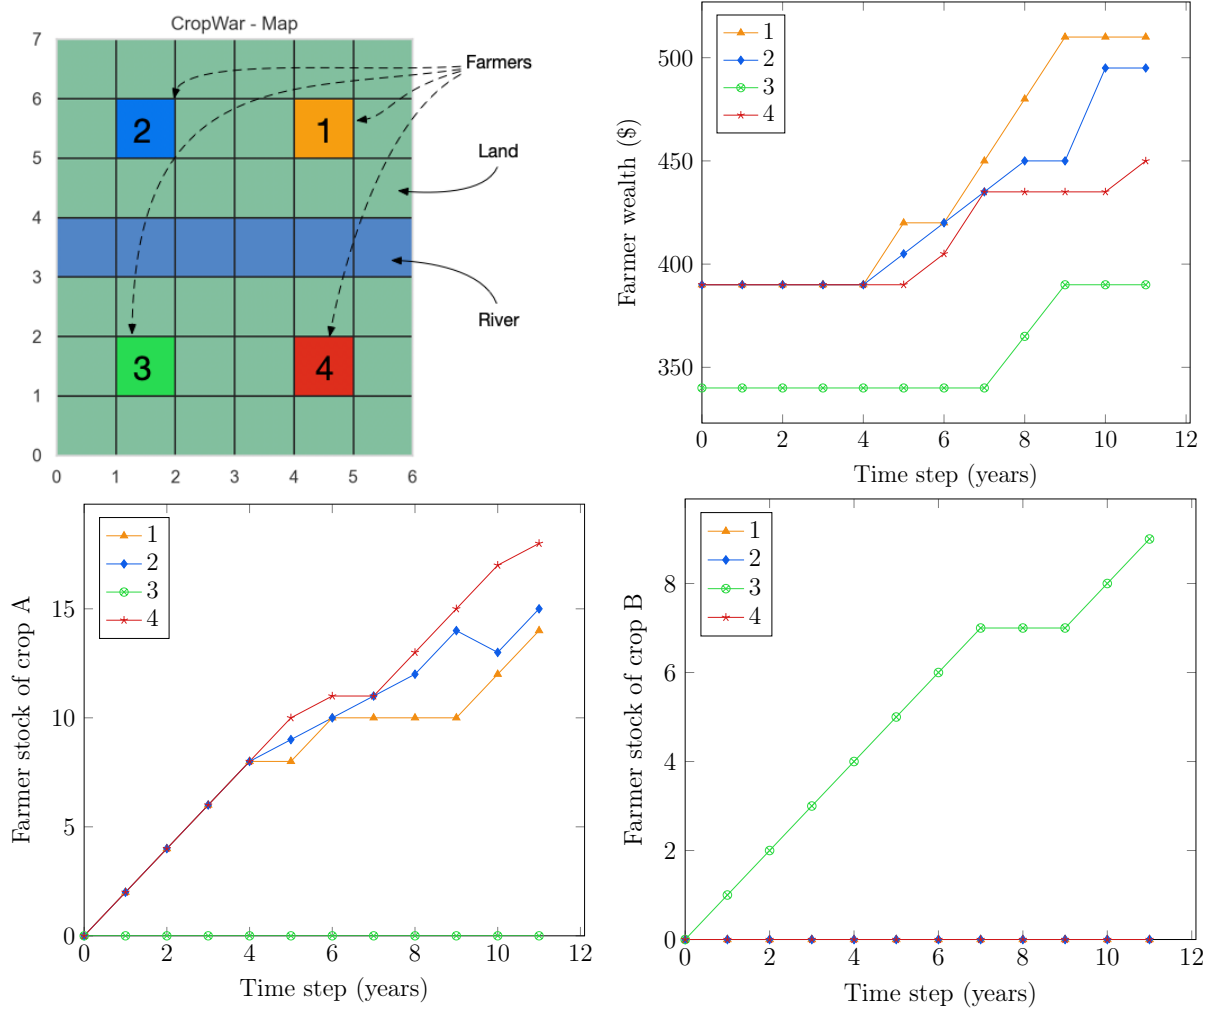 CropWar - Map
7
6
5
4
3
2
1
0
0 1 2 3 4 5 6
2
1
3
4
Farmers
Land
River
1
2
3
4
Farmer wealth ($)
500
450
400
350
0 2 4 6 8 10 12
Time step (years)
1
2
3
4
Farmer stock of crop A
15
10
5
0
0 2 4 6 8 10 12
Time step (years)
1
2
3
4
Farmer stock of crop B
8
6
4
2
0
0 2 4 6 8 10 12
Time step (years)